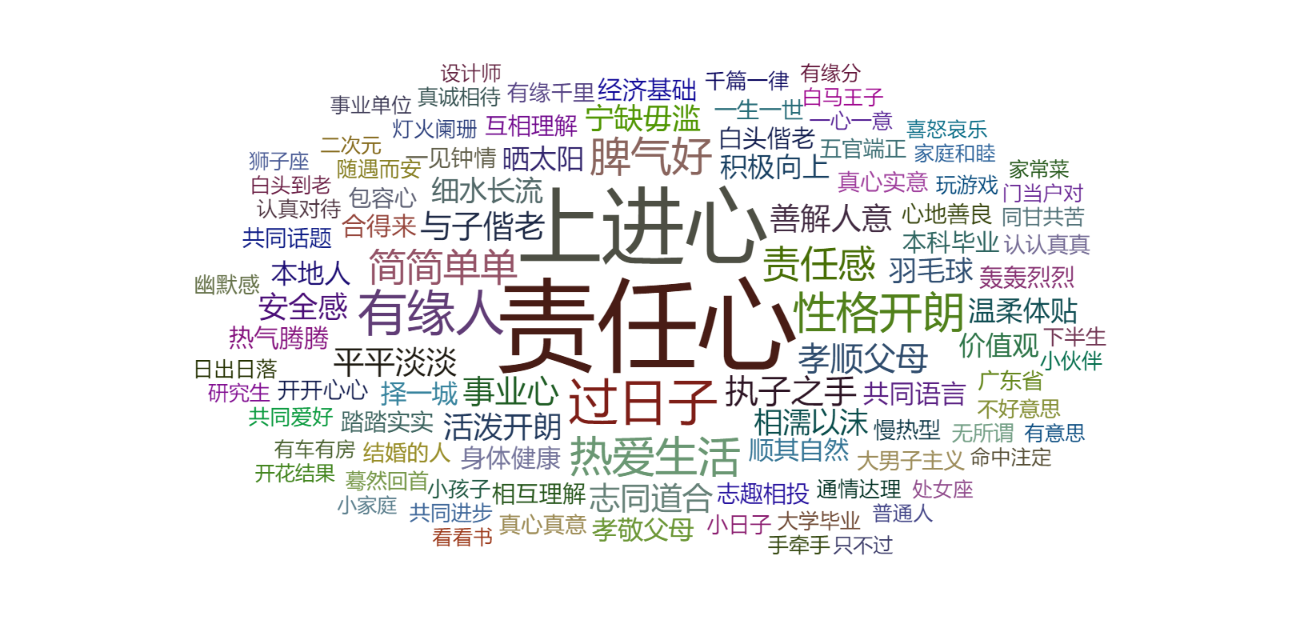 设计师
有缘分
事业单位
真诚相待
有缘千里
经济基础
千篇一律
白马王子
灯火阑珊
互相理解
宁缺毋滥
一生一世
一心一意
喜怒哀乐
二次元
一见钟情
晒太阳
脾气好
白头偕老
五官端正
家庭和睦
狮子座
随遇而安
积极向上
家常菜
白头到老
包容心
细水长流
真心实意
玩游戏
门当户对
认真对待
合得来
与子偕老
上进心
善解人意
心地善良
同甘共苦
共同话题
本科毕业
认认真真
幽默感
本地人
简简单单
责任感
羽毛球
轰轰烈烈
安全感
有缘人
责任心
性格开朗
温柔体贴
热气腾腾
下半生
日出日落
平平淡淡
孝顺父母
价值观
小伙伴
研究生
开开心心
择一城
事业心
过日子
执子之手
共同语言
广东省
共同爱好
踏踏实实
活泼开朗
相濡以沫
慢热型
不好意思
无所谓
有意思
有车有房
结婚的人
身体健康
热爱生活
顺其自然
大男子主义
命中注定
开花结果
蓦然回首
小孩子
相互理解
志同道合
志趣相投
通情达理
处女座
小家庭
共同进步
真心真意
孝敬父母
小日子
大学毕业
普通人
看看书
手牵手
只不过